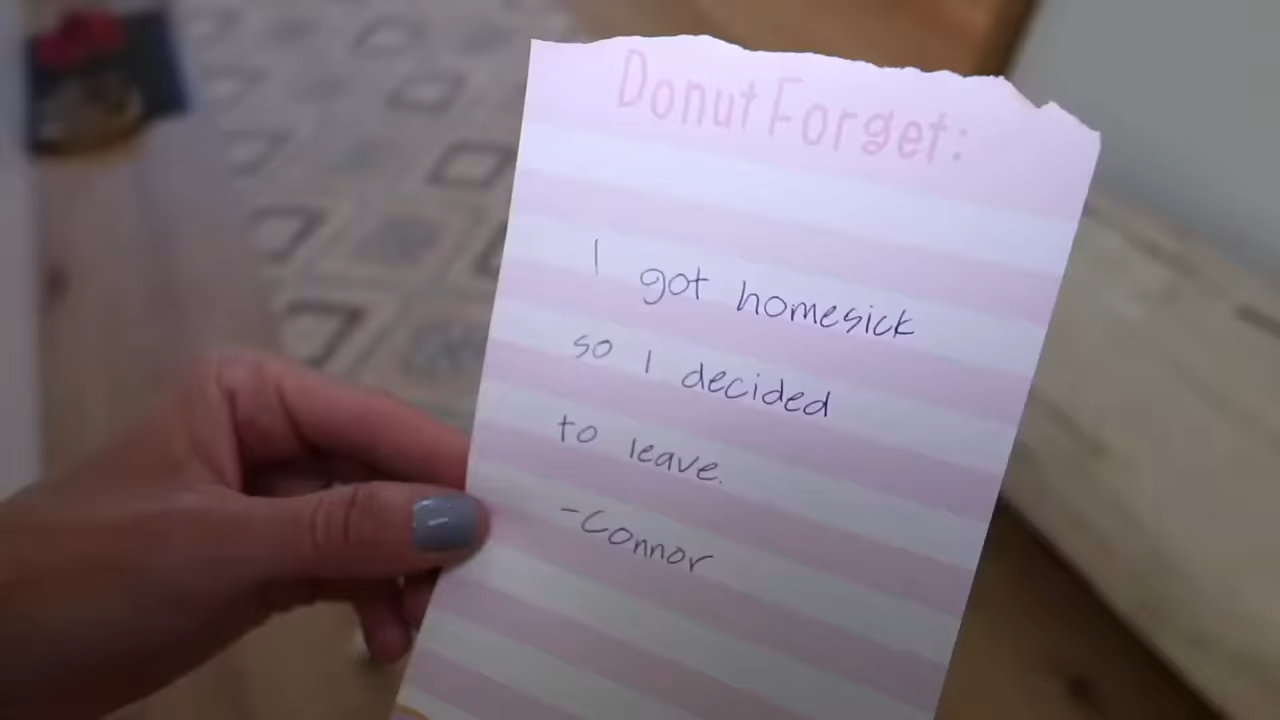 Donut Forget:
I got homesick
so I decided
to leave.
-Connor